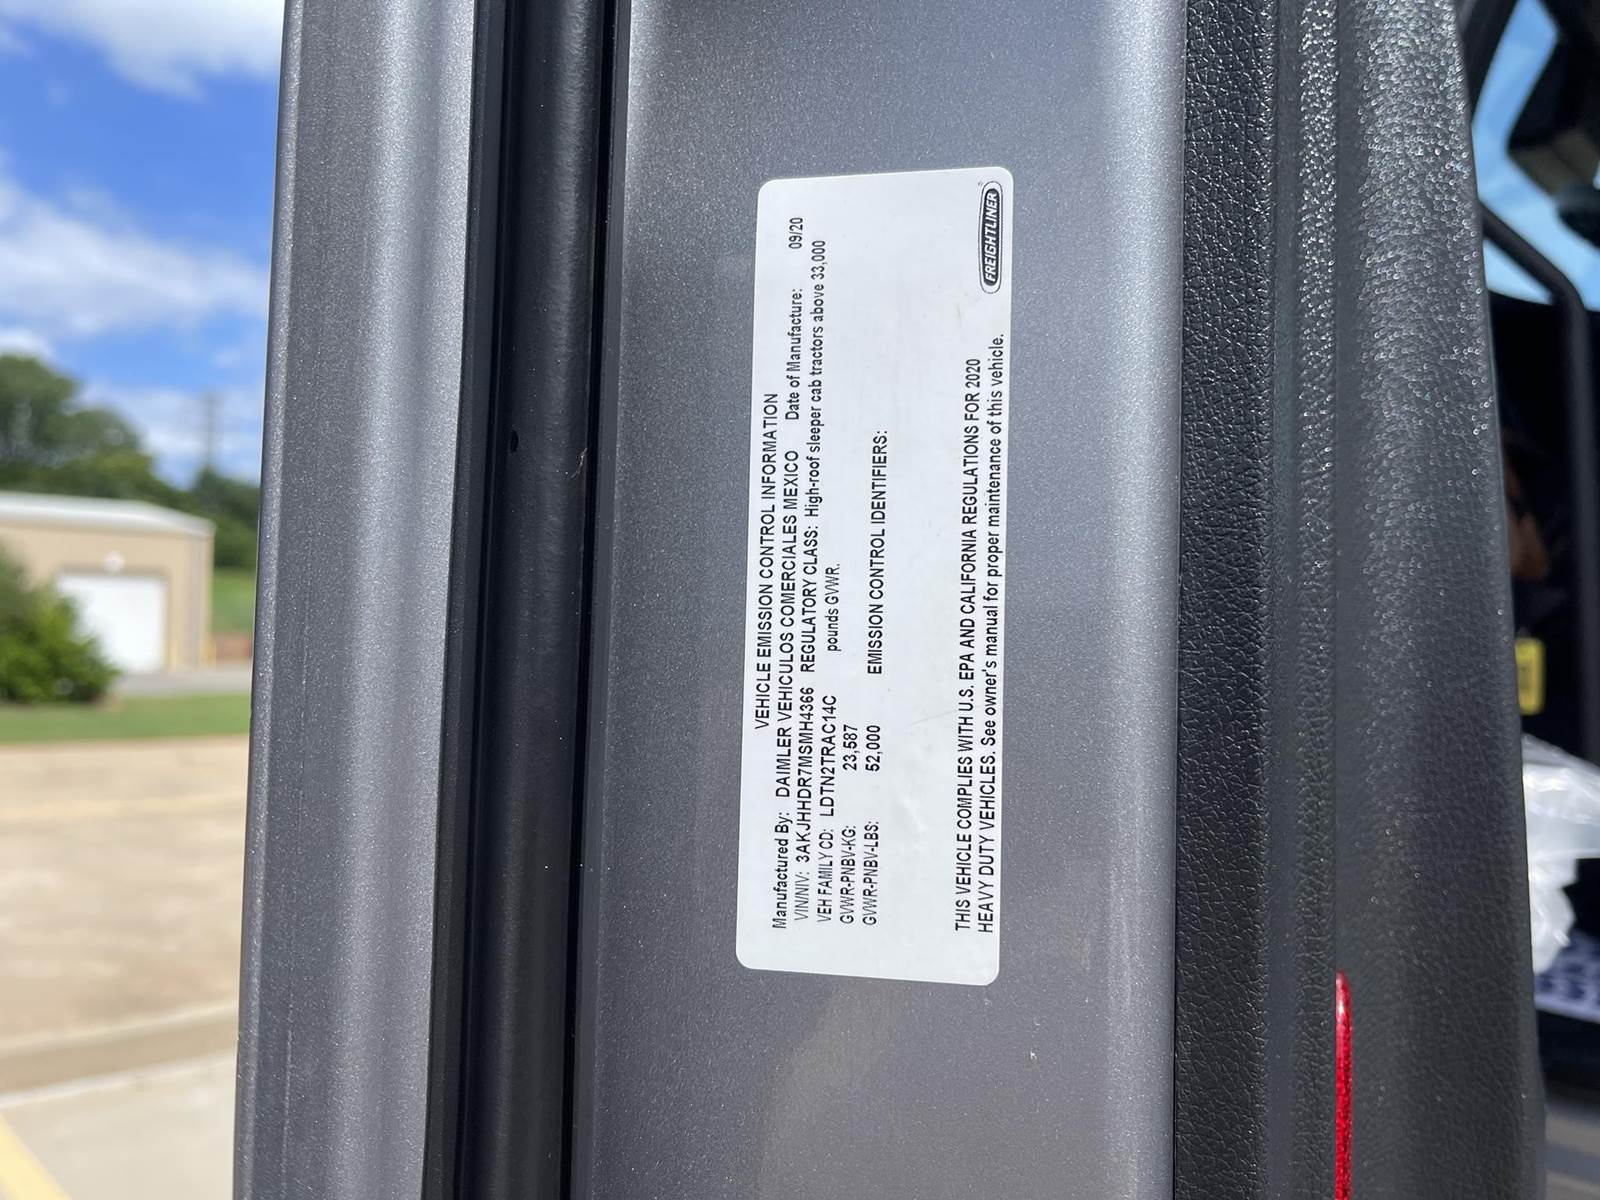 FREIGHTLINER
VEHICLE EMISSION CONTROL INFORMATION
Manufactured By: DAIMLER VEHICULOS COMERCIALES MEXICO Date of Manufacture: 09/20
VIN/NIV: 3AKJHHDR7MSMH4366 REGULATORY CLASS: High-roof sleeper cab tractors above 33,000
VEH FAMILY CD: LDTN2TRAC14C pounds GVWR.
GVWR-PNBV-KG: 23,587
GVWR-PNBV-LBS: 52,000 EMISSION CONTROL IDENTIFIERS:
THIS VEHICLE COMPLIES WITH U.S. EPA AND CALIFORNIA REGULATIONS FOR 2020
HEAVY DUTY VEHICLES. See owner's manual for proper maintenance of this vehicle.